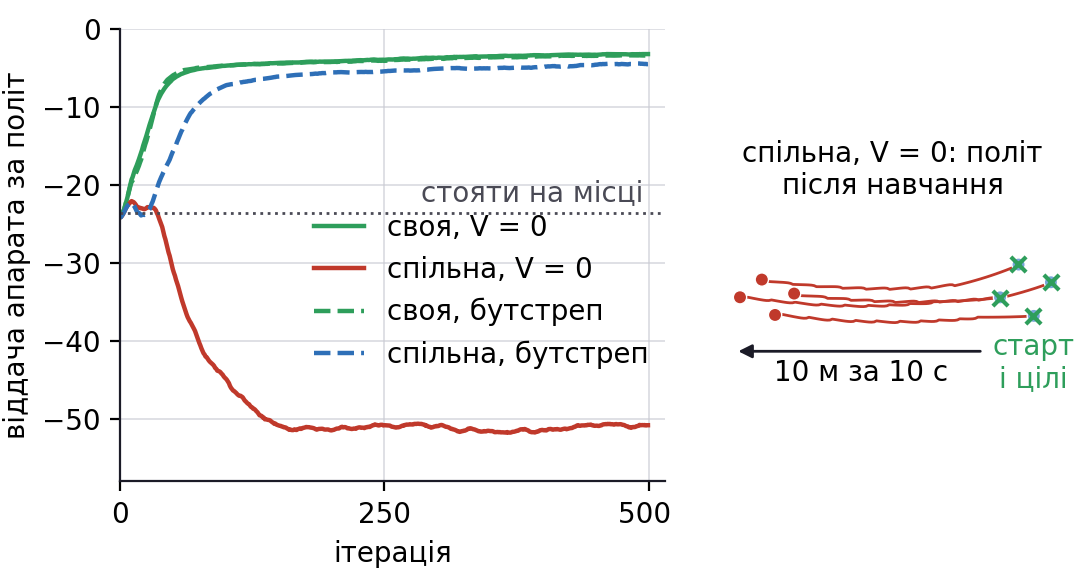 віддача апарата за політ
0
−10
−20
−30
−40
−50
стояти на місці
своя, V = 0
спільна, V = 0
своя, бутстреп
спільна, бутстреп
0
250
500
ітерація
спільна, V = 0: політ
після навчання
10 м за 10 с
старт
і цілі